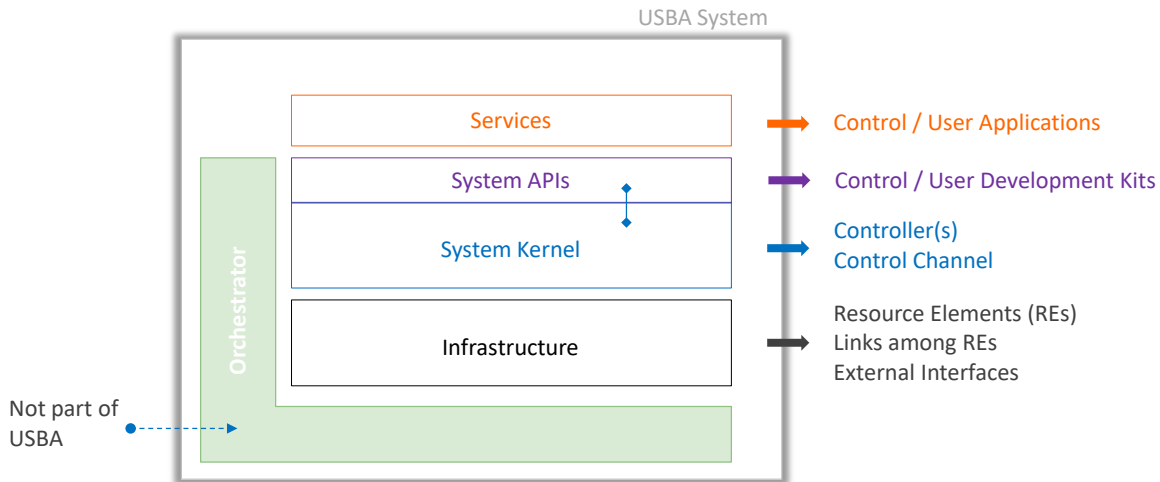 USBA System
Services
Control / User Applications
System APIs
Control / User Development Kits
System Kernel
Controller(s)
Control Channel
Orchestrator
Infrastructure
Resource Elements (REs)
Links among REs
External Interfaces
Not part of
USBA